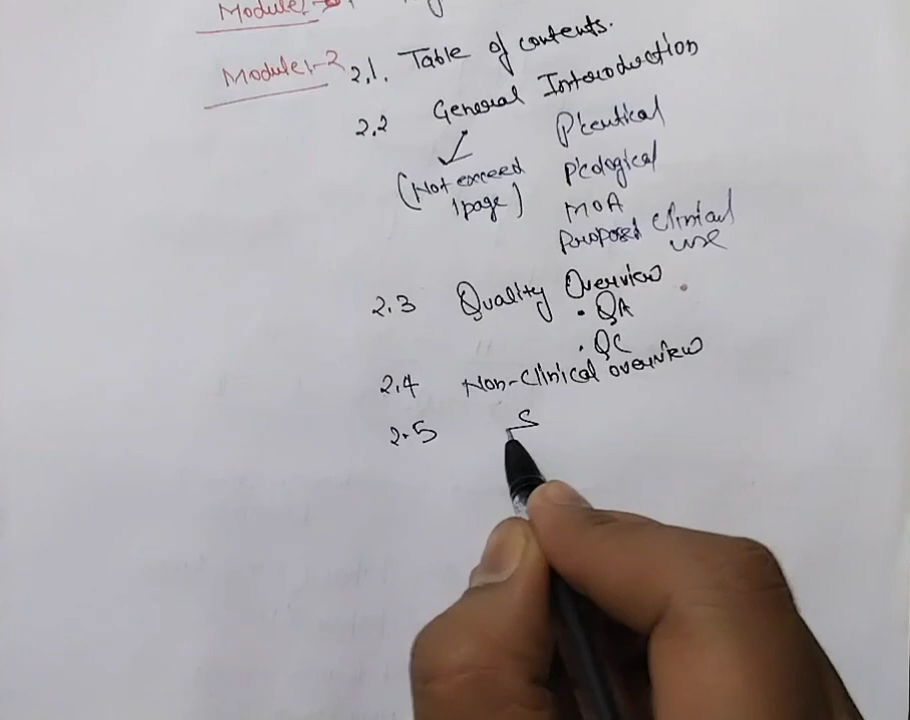 Module:-
Module:-2 2.1. Table of contents.
2.2 General Introduction
(Not exceed 1page)
P'ceutical
P'cological
MOA
Proposed Clinical use
2.3 Quality Overview
• QA
• QC
2.4 Non-Clinical overview
2.5 S